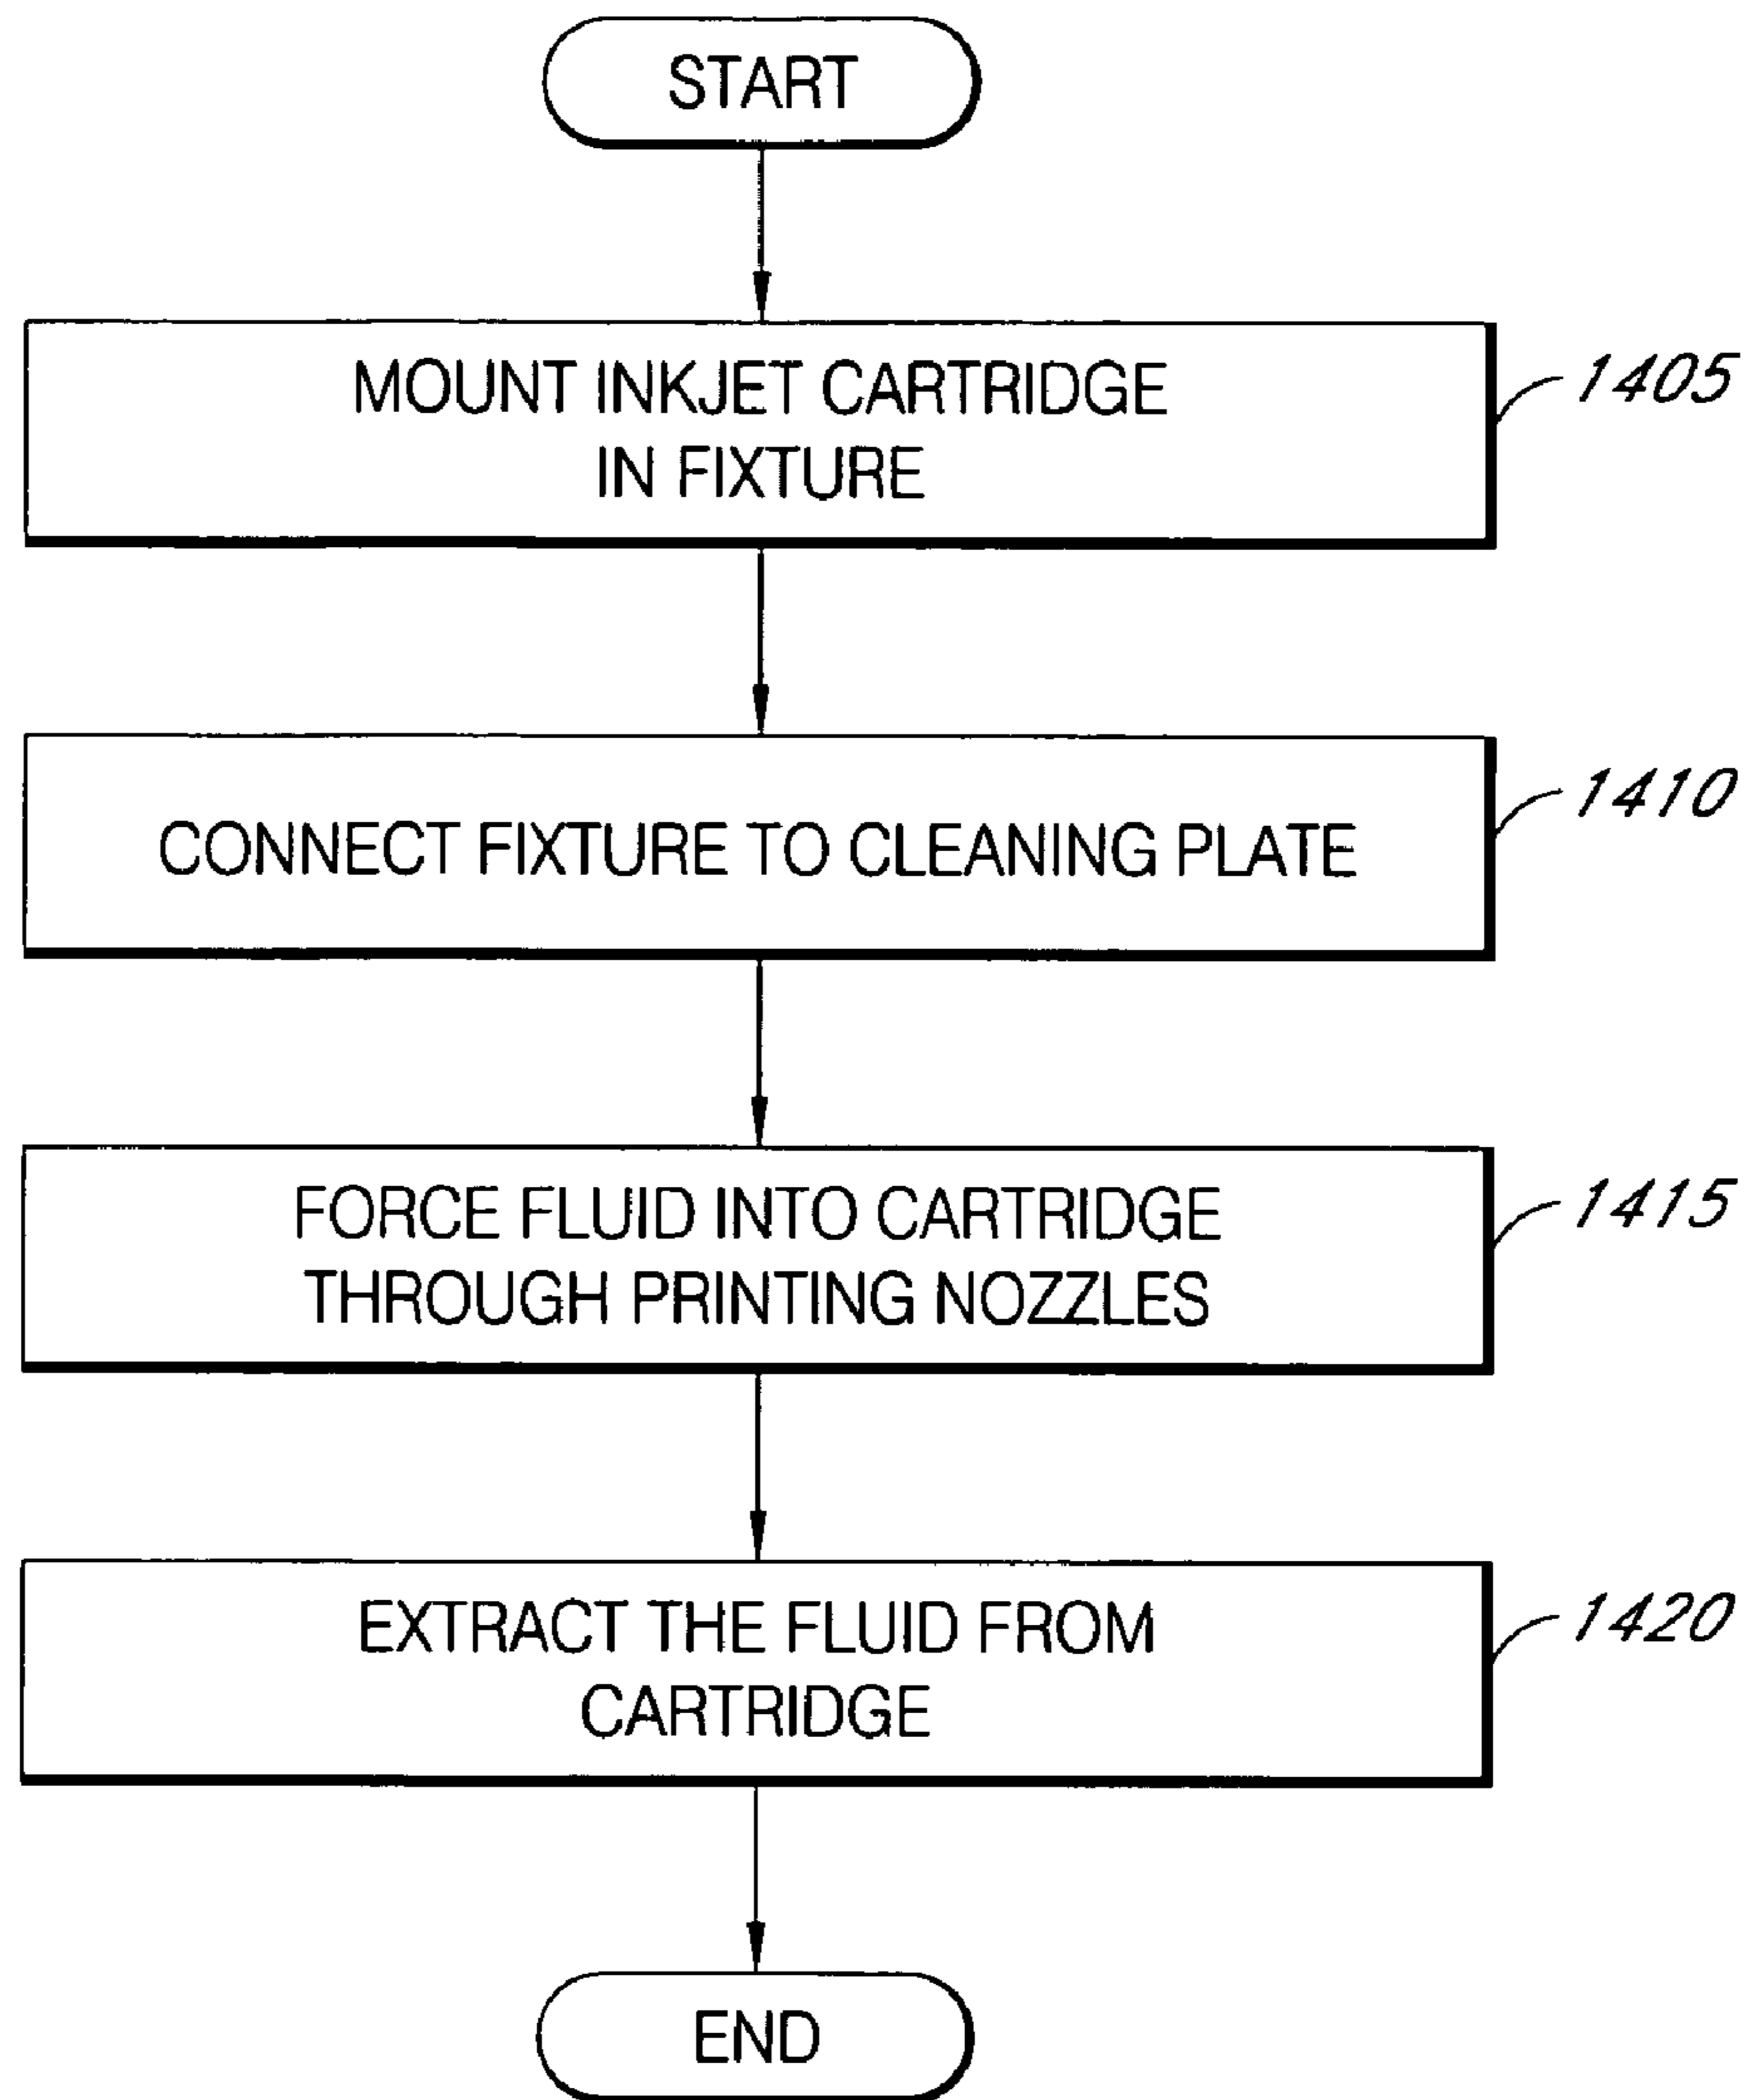 START
MOUNT INKJET CARTRIDGE
IN FIXTURE
1405
CONNECT FIXTURE TO CLEANING PLATE
1410
FORCE FLUID INTO CARTRIDGE
THROUGH PRINTING NOZZLES
1415
EXTRACT THE FLUID FROM
CARTRIDGE
1420
END